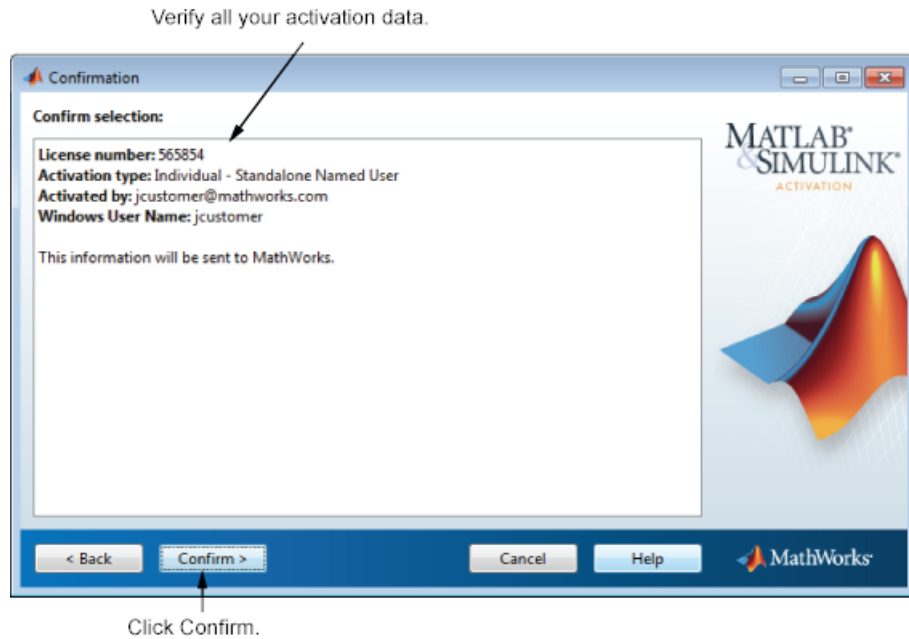 Verify all your activation data.
Confirmation
Confirm selection:
License number: 565854
Activation type: Individual - Standalone Named User
Activated by: jcustomer@mathworks.com
Windows User Name: jcustomer
This information will be sent to MathWorks.
MATLAB®
&SIMULINK®
ACTIVATION
< Back
Confirm >
Cancel
Help
MathWorks®
Click Confirm.